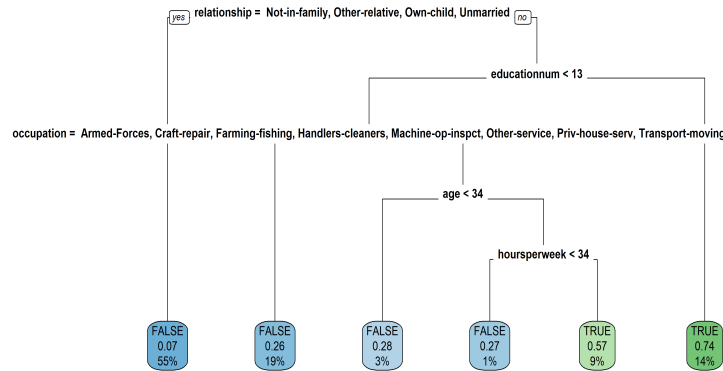 yes relationship = Not-in-family, Other-relative, Own-child, Unmarried no
educationnum < 13
occupation = Armed-Forces, Craft-repair, Farming-fishing, Handlers-cleaners, Machine-op-inspct, Other-service, Priv-house-serv, Transport-moving
age < 34
hoursperweek < 34
FALSE FALSE FALSE FALSE TRUE TRUE
0.07 0.26 0.28 0.27 0.57 0.74
55% 19% 3% 1% 9% 14%